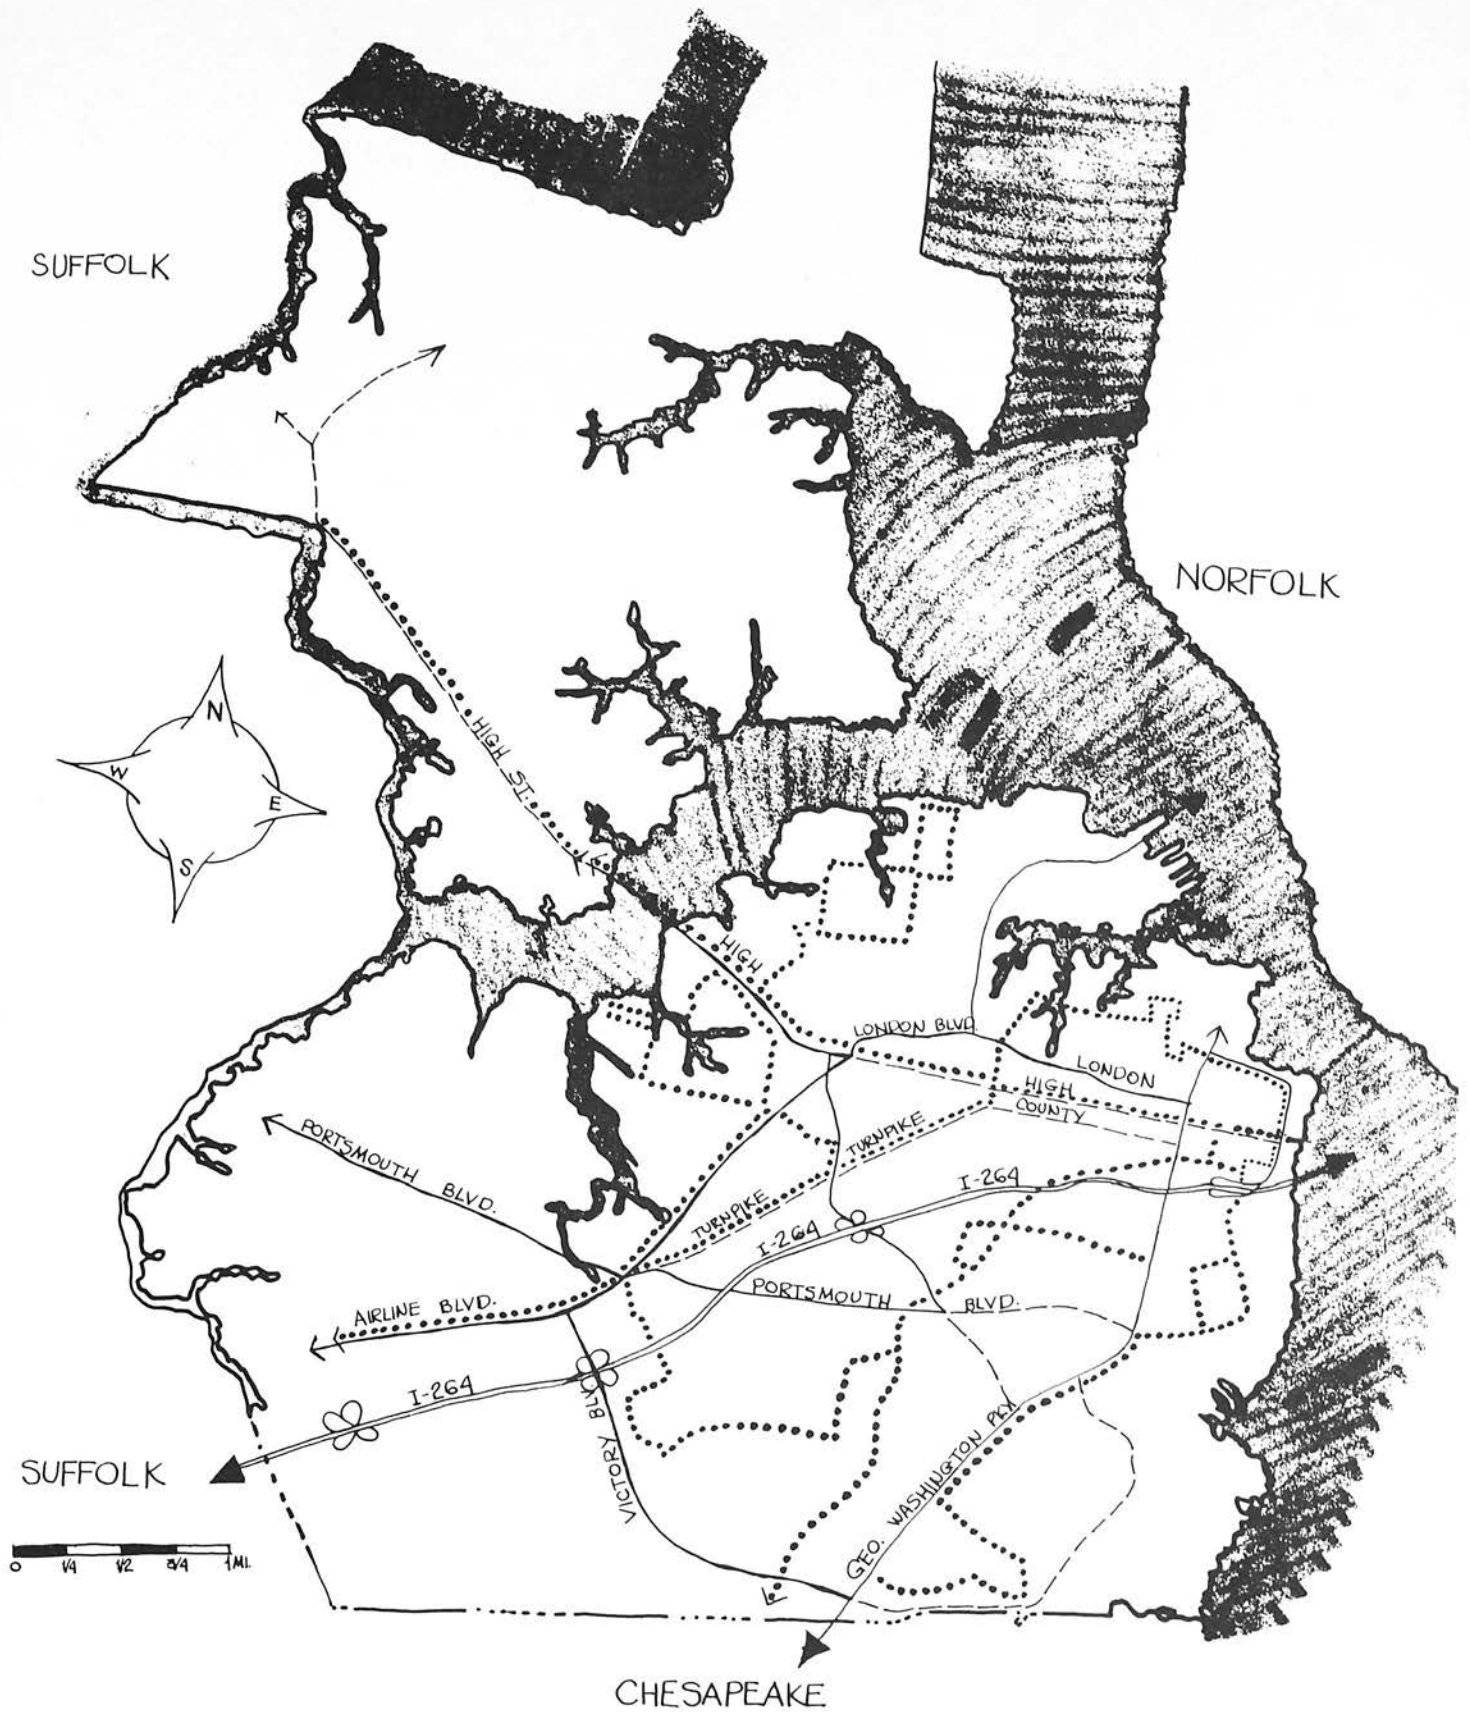 SUFFOLK
NORFOLK
N
W
E
S
HIGH ST.
HIGH
LONDON BLVD.
LONDON
HIGH
COUNTY
TURNPIKE
PORTSMOUTH BLVD.
I-264
TURNPIKE
I-264
PORTSMOUTH BLVD.
AIRLINE BLVD.
I-264
VICTORY BLV.
GEO. WASHINGTON PKY
SUFFOLK
0 1/4 1/2 3/4 1 MI.
CHESAPEAKE